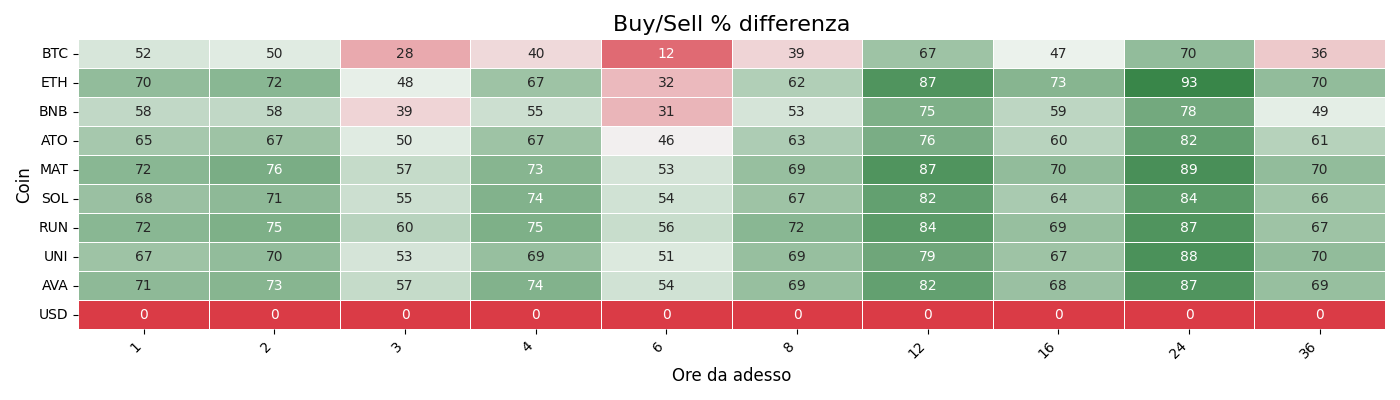 Buy/Sell % differenza
Coin
BTC 52 50 28 40 12 39 67 47 70 36
ETH 70 72 48 67 32 62 87 73 93 70
BNB 58 58 39 55 31 53 75 59 78 49
ATO 65 67 50 67 46 63 76 60 82 61
MAT 72 76 57 73 53 69 87 70 89 70
SOL 68 71 55 74 54 67 82 64 84 66
RUN 72 75 60 75 56 72 84 69 87 67
UNI 67 70 53 69 51 69 79 67 88 70
AVA 71 73 57 74 54 69 82 68 87 69
USD 0 0 0 0 0 0 0 0 0 0
1 2 3 4 6 8 12 16 24 36
Ore da adesso